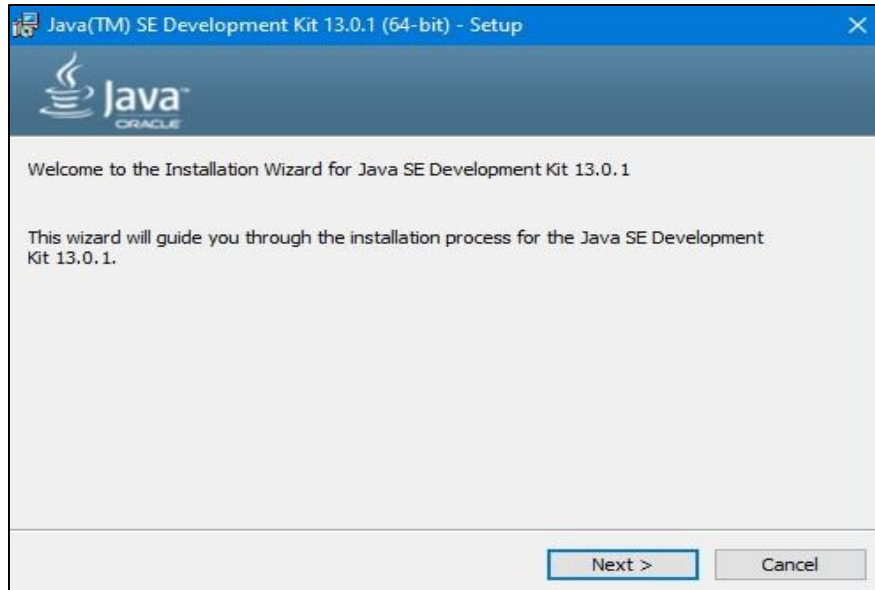 Java(TM) SE Development Kit 13.0.1 (64-bit) - Setup
Java™
ORACLE
Welcome to the Installation Wizard for Java SE Development Kit 13.0.1
This wizard will guide you through the installation process for the Java SE Development
Kit 13.0.1.
Next > Cancel